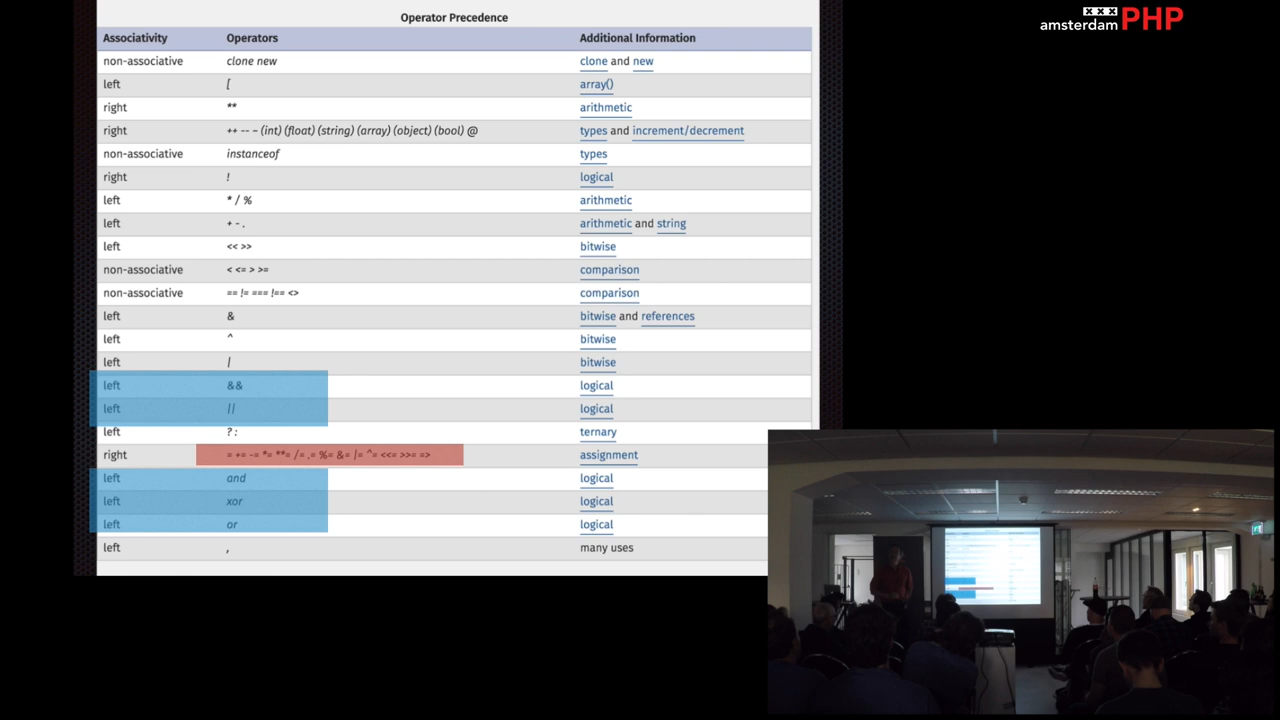 Operator Precedence
Associativity Operators Additional Information
non-associative clone new clone and new
left [ array()
right ** arithmetic
right ++ -- ~ (int) (float) (string) (array) (object) (bool) @ types and increment/decrement
non-associative instanceof types
right ! logical
left * / % arithmetic
left + - . arithmetic and string
left << >> bitwise
non-associative < <= > >= comparison
non-associative == != === !== <> comparison
left & bitwise and references
left ^ bitwise
left | bitwise
left && logical
left || logical
left ? : ternary
right = += -= *= **= /= .= %= &= |= ^= <<= >>= => assignment
left and logical
left xor logical
left or logical
left , many uses
xxx
amsterdamPHP